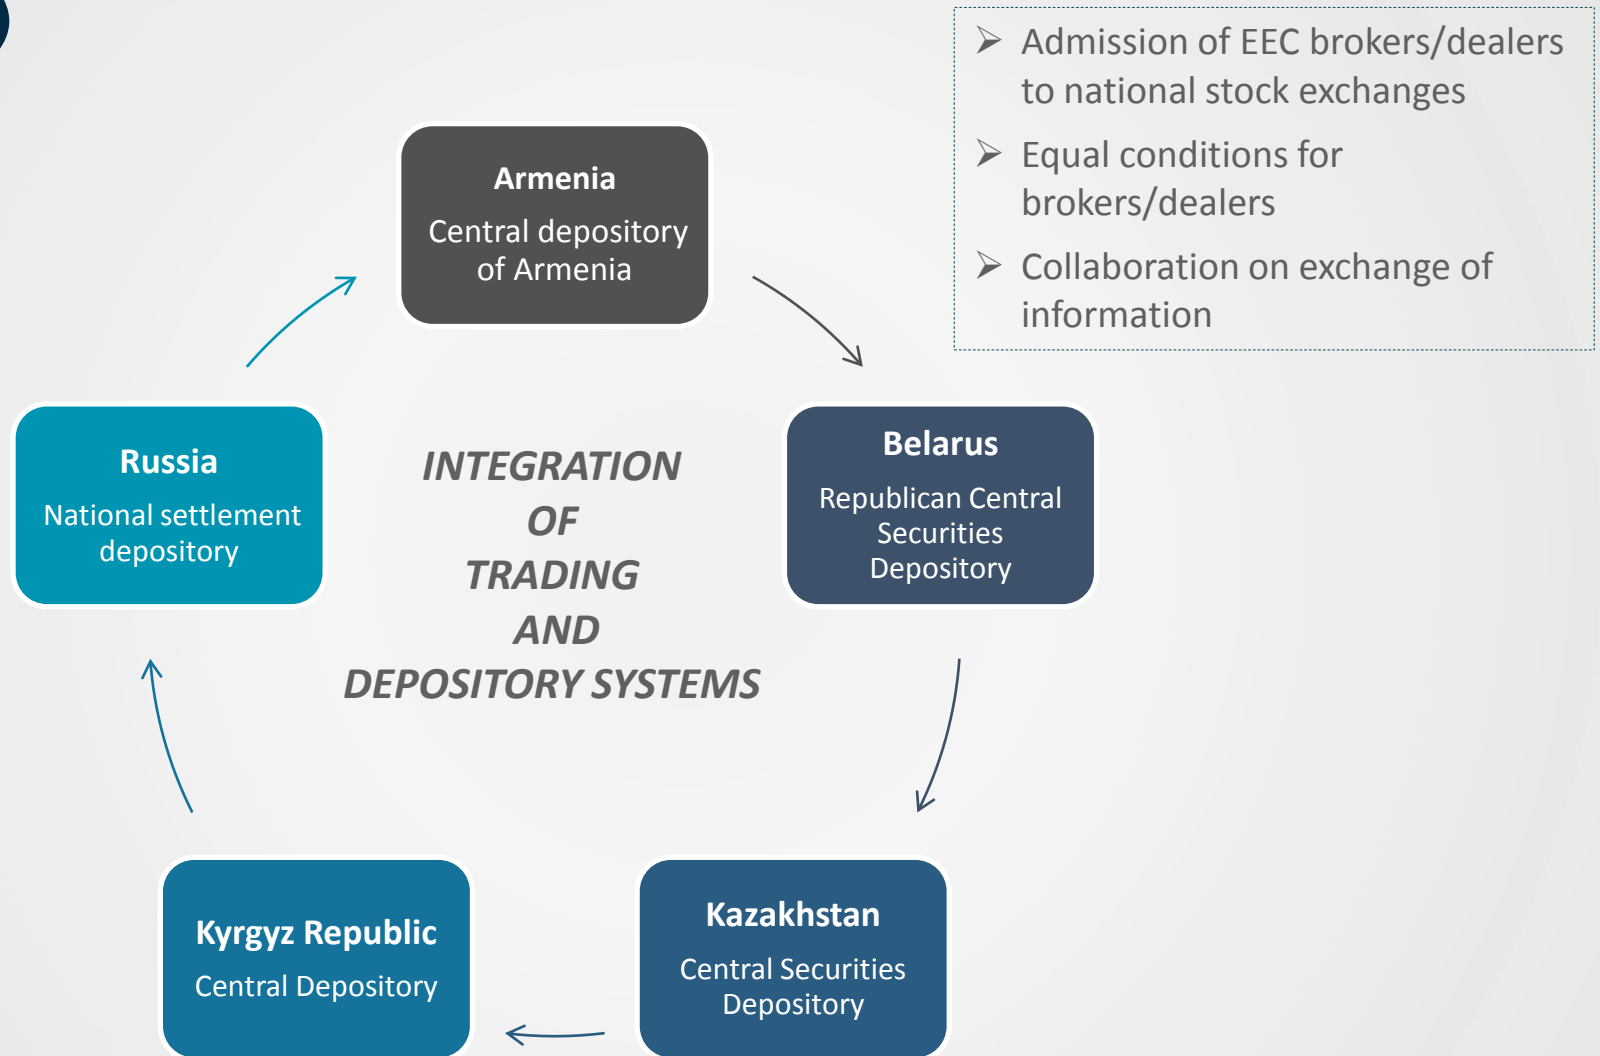 ➢ Admission of EEC brokers/dealers
to national stock exchanges
➢ Equal conditions for
brokers/dealers
➢ Collaboration on exchange of
information
Armenia
Central depository
of Armenia
Belarus
Republican Central
Securities
Depository
Kazakhstan
Central Securities
Depository
Kyrgyz Republic
Central Depository
Russia
National settlement
depository
INTEGRATION
OF
TRADING
AND
DEPOSITORY SYSTEMS